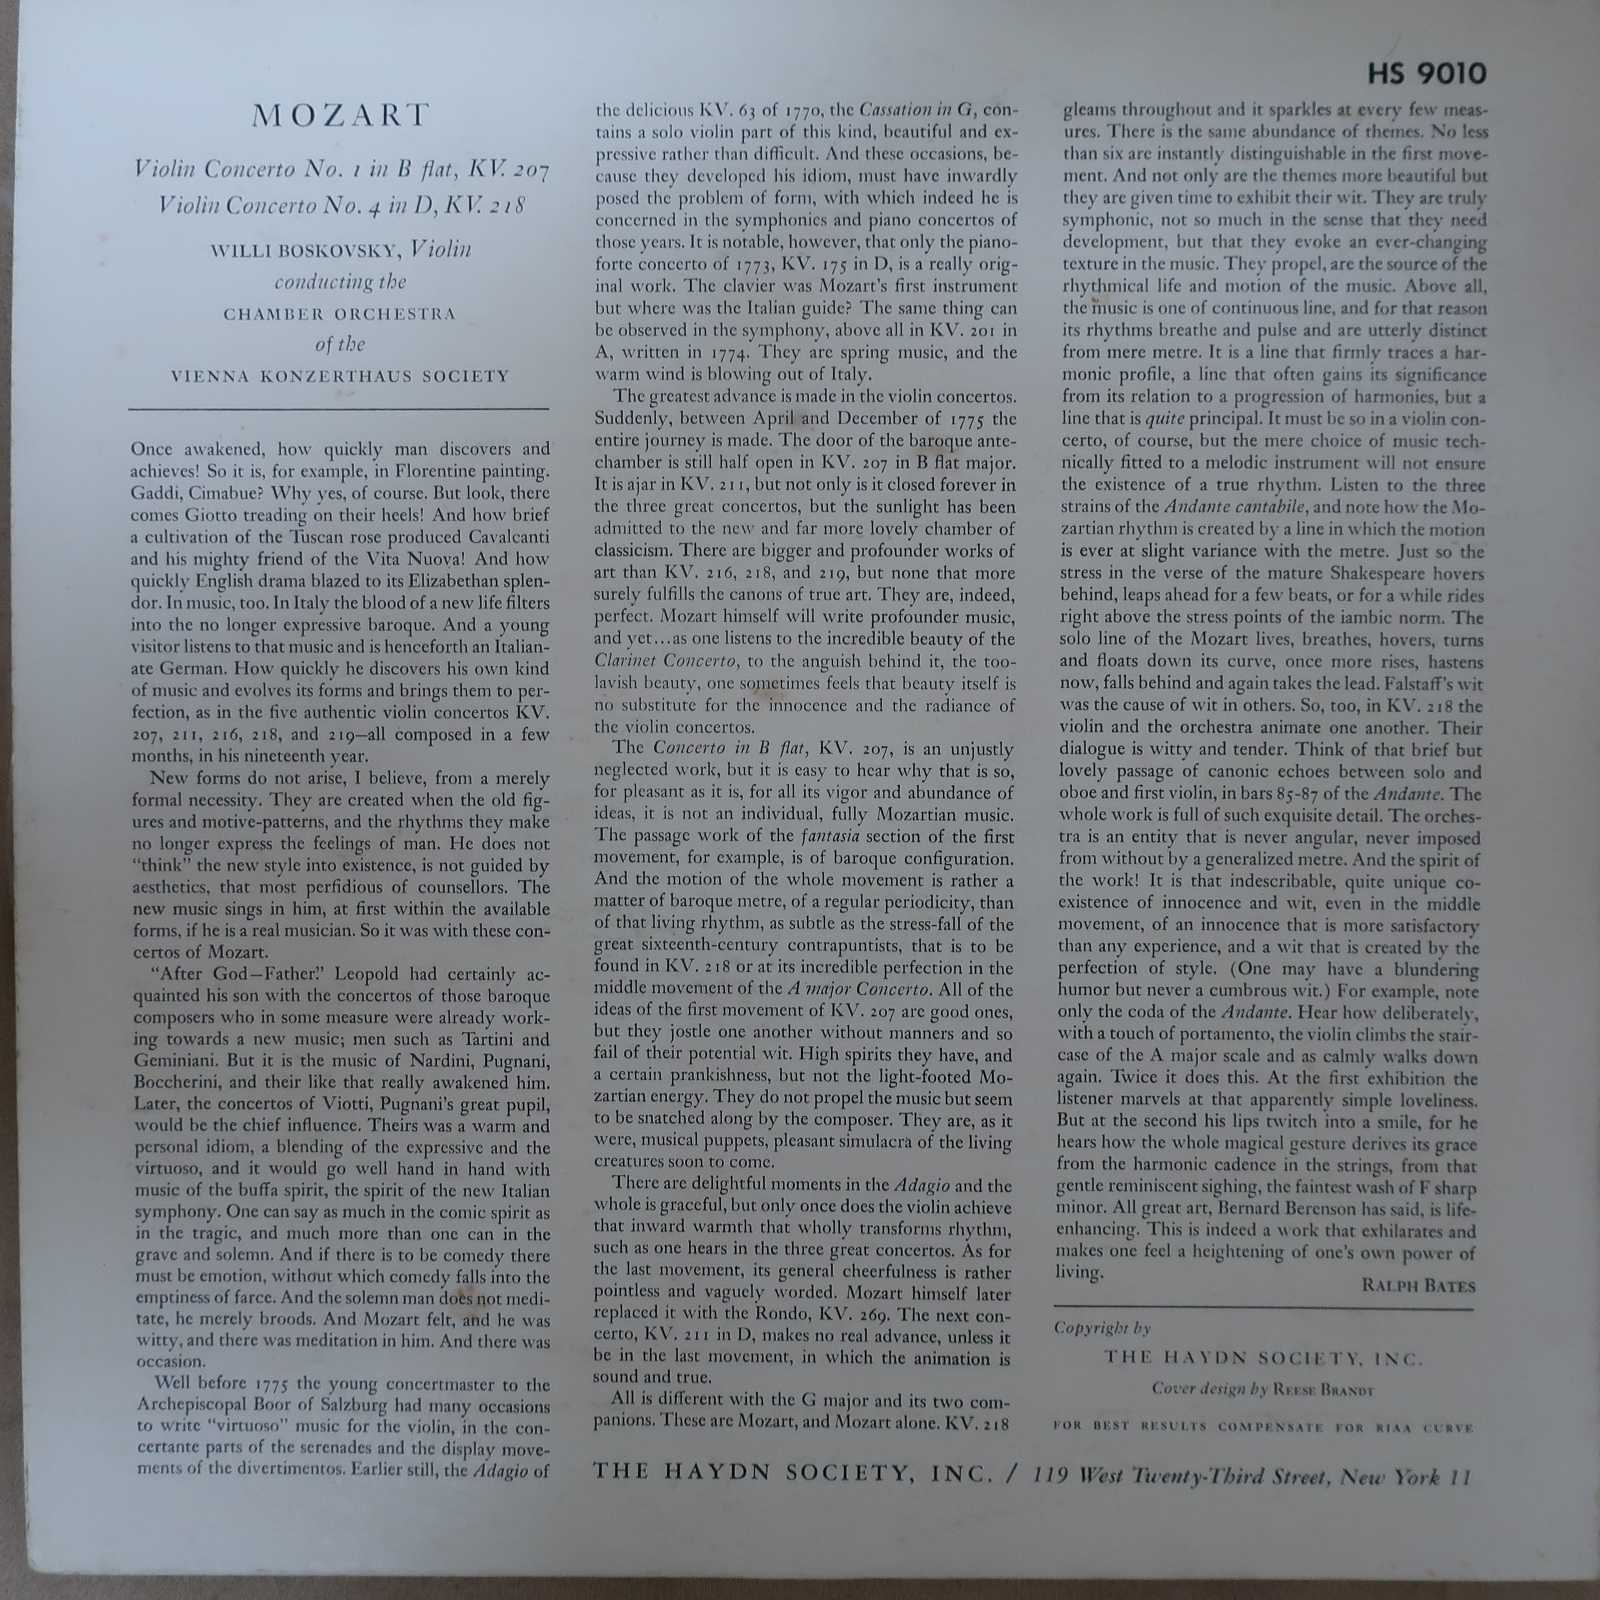 HS 9010
MOZART
Violin Concerto No. 1 in B flat, KV. 207
Violin Concerto No. 4 in D, KV. 218
WILLI BOSKOVSKY, Violin
conducting the
CHAMBER ORCHESTRA
of the
VIENNA KONZERTHAUS SOCIETY
Once awakened, how quickly man discovers and
achieves! So it is, for example, in Florentine painting.
Gaddi, Cimabue? Why yes, of course. But look, there
comes Giotto treading on their heels! And how brief
a cultivation of the Tuscan rose produced Cavalcanti
and his mighty friend of the Vita Nuova! And how
quickly English drama blazed to its Elizabethan splen-
dor. In music, too. In Italy the blood of a new life filters
into the no longer expressive baroque. And a young
visitor listens to that music and is henceforth an Italian-
ate German. How quickly he discovers his own kind
of music and evolves its forms and brings them to per-
fection, as in the five authentic violin concertos KV.
207, 211, 216, 218, and 219—all composed in a few
months, in his nineteenth year.
New forms do not arise, I believe, from a merely
formal necessity. They are created when the old fig-
ures and motive-patterns, and the rhythms they make
no longer express the feelings of man. He does not
“think” the new style into existence, is not guided by
aesthetics, that most perfidious of counsellors. The
new music sings in him, at first within the available
forms, if he is a real musician. So it was with these con-
certos of Mozart.
“After God—Father.” Leopold had certainly ac-
quainted his son with the concertos of those baroque
composers who in some measure were already work-
ing towards a new music; men such as Tartini and
Geminiani. But it is the music of Nardini, Pugnani,
Boccherini, and their like that really awakened him.
Later, the concertos of Viotti, Pugnani's great pupil,
would be the chief influence. Theirs was a warm and
personal idiom, a blending of the expressive and the
virtuoso, and it would go well hand in hand with
music of the buffa spirit, the spirit of the new Italian
symphony. One can say as much in the comic spirit as
in the tragic, and much more than one can in the
grave and solemn. And if there is to be comedy there
must be emotion, without which comedy falls into the
emptiness of farce. And the solemn man does not medi-
tate, he merely broods. And Mozart felt, and he was
witty, and there was meditation in him. And there was
occasion.
Well before 1775 the young concertmaster to the
Archepiscopal Boor of Salzburg had many occasions
to write “virtuoso” music for the violin, in the con-
certante parts of the serenades and the display move-
ments of the divertimentos. Earlier still, the Adagio of
the delicious KV. 63 of 1770, the Cassation in G, con-
tains a solo violin part of this kind, beautiful and ex-
pressive rather than difficult. And these occasions, be-
cause they developed his idiom, must have inwardly
posed the problem of form, with which indeed he is
concerned in the symphonies and piano concertos of
those years. It is notable, however, that only the piano-
forte concerto of 1773, KV. 175 in D, is a really orig-
inal work. The clavier was Mozart's first instrument
but where was the Italian guide? The same thing can
be observed in the symphony, above all in KV. 201 in
A, written in 1774. They are spring music, and the
warm wind is blowing out of Italy.
The greatest advance is made in the violin concertos.
Suddenly, between April and December of 1775 the
entire journey is made. The door of the baroque ante-
chamber is still half open in KV. 207 in B flat major.
It is ajar in KV. 211, but not only is it closed forever in
the three great concertos, but the sunlight has been
admitted to the new and far more lovely chamber of
classicism. There are bigger and profounder works of
art than KV. 216, 218, and 219, but none that more
surely fulfills the canons of true art. They are, indeed,
perfect. Mozart himself will write profounder music,
and yet...as one listens to the incredible beauty of the
Clarinet Concerto, to the anguish behind it, the too-
lavish beauty, one sometimes feels that beauty itself is
no substitute for the innocence and the radiance of
the violin concertos.
The Concerto in B flat, KV. 207, is an unjustly
neglected work, but it is easy to hear why that is so,
for pleasant as it is, for all its vigor and abundance of
ideas, it is not an individual, fully Mozartian music.
The passage work of the fantasia section of the first
movement, for example, is of baroque configuration.
And the motion of the whole movement is rather a
matter of baroque metre, of a regular periodicity, than
of that living rhythm, as subtle as the stress-fall of the
great sixteenth-century contrapuntists, that is to be
found in KV. 218 or at its incredible perfection in the
middle movement of the A major Concerto. All of the
ideas of the first movement of KV. 207 are good ones,
but they jostle one another without manners and so
fail of their potential wit. High spirits they have, and
a certain prankishness, but not the light-footed Mo-
zartian energy. They do not propel the music but seem
to be snatched along by the composer. They are, as it
were, musical puppets, pleasant simulacra of the living
creatures soon to come.
There are delightful moments in the Adagio and the
whole is graceful, but only once does the violin achieve
that inward warmth that wholly transforms rhythm,
such as one hears in the three great concertos. As for
the last movement, its general cheerfulness is rather
pointless and vaguely worded. Mozart himself later
replaced it with the Rondo, KV. 269. The next con-
certo, KV. 211 in D, makes no real advance, unless it
be in the last movement, in which the animation is
sound and true.
All is different with the G major and its two com-
panions. These are Mozart, and Mozart alone. KV. 218
gleams throughout and it sparkles at every few meas-
ures. There is the same abundance of themes. No less
than six are instantly distinguishable in the first move-
ment. And not only are the themes more beautiful but
they are given time to exhibit their wit. They are truly
symphonic, not so much in the sense that they need
development, but that they evoke an ever-changing
texture in the music. They propel, are the source of the
rhythmical life and motion of the music. Above all,
the music is one of continuous line, and for that reason
its rhythms breathe and pulse and are utterly distinct
from mere metre. It is a line that firmly traces a har-
monic profile, a line that often gains its significance
from its relation to a progression of harmonies, but a
line that is quite principal. It must be so in a violin con-
certo, of course, but the mere choice of music tech-
nically fitted to a melodic instrument will not ensure
the existence of a true rhythm. Listen to the three
strains of the Andante cantabile, and note how the Mo-
zartian rhythm is created by a line in which the motion
is ever at slight variance with the metre. Just so the
stress in the verse of the mature Shakespeare hovers
behind, leaps ahead for a few beats, or for a while rides
right above the stress points of the iambic norm. The
solo line of the Mozart lives, breathes, hovers, turns
and floats down its curve, once more rises, hastens
now, falls behind and again takes the lead. Falstaff's wit
was the cause of wit in others. So, too, in KV. 218 the
violin and the orchestra animate one another. Their
dialogue is witty and tender. Think of that brief but
lovely passage of canonic echoes between solo and
oboe and first violin, in bars 85-87 of the Andante. The
whole work is full of such exquisite detail. The orches-
tra is an entity that is never angular, never imposed
from without by a generalized metre. And the spirit of
the work! It is that indescribable, quite unique co-
existence of innocence and wit, even in the middle
movement, of an innocence that is more satisfactory
than any experience, and a wit that is created by the
perfection of style. (One may have a blundering
humor but never a cumbrous wit.) For example, note
only the coda of the Andante. Hear how deliberately,
with a touch of portamento, the violin climbs the stair-
case of the A major scale and as calmly walks down
again. Twice it does this. At the first exhibition the
listener marvels at that apparently simple loveliness.
But at the second his lips twitch into a smile, for he
hears how the whole magical gesture derives its grace
from the harmonic cadence in the strings, from that
gentle reminiscent sighing, the faintest wash of F sharp
minor. All great art, Bernard Berenson has said, is life-
enhancing. This is indeed a work that exhilarates and
makes one feel a heightening of one's own power of
living.
RALPH BATES
Copyright by
THE HAYDN SOCIETY, INC.
Cover design by REESE BRANDT
FOR BEST RESULTS COMPENSATE FOR RIAA CURVE
THE HAYDN SOCIETY, INC. / 119 West Twenty-Third Street, New York 11